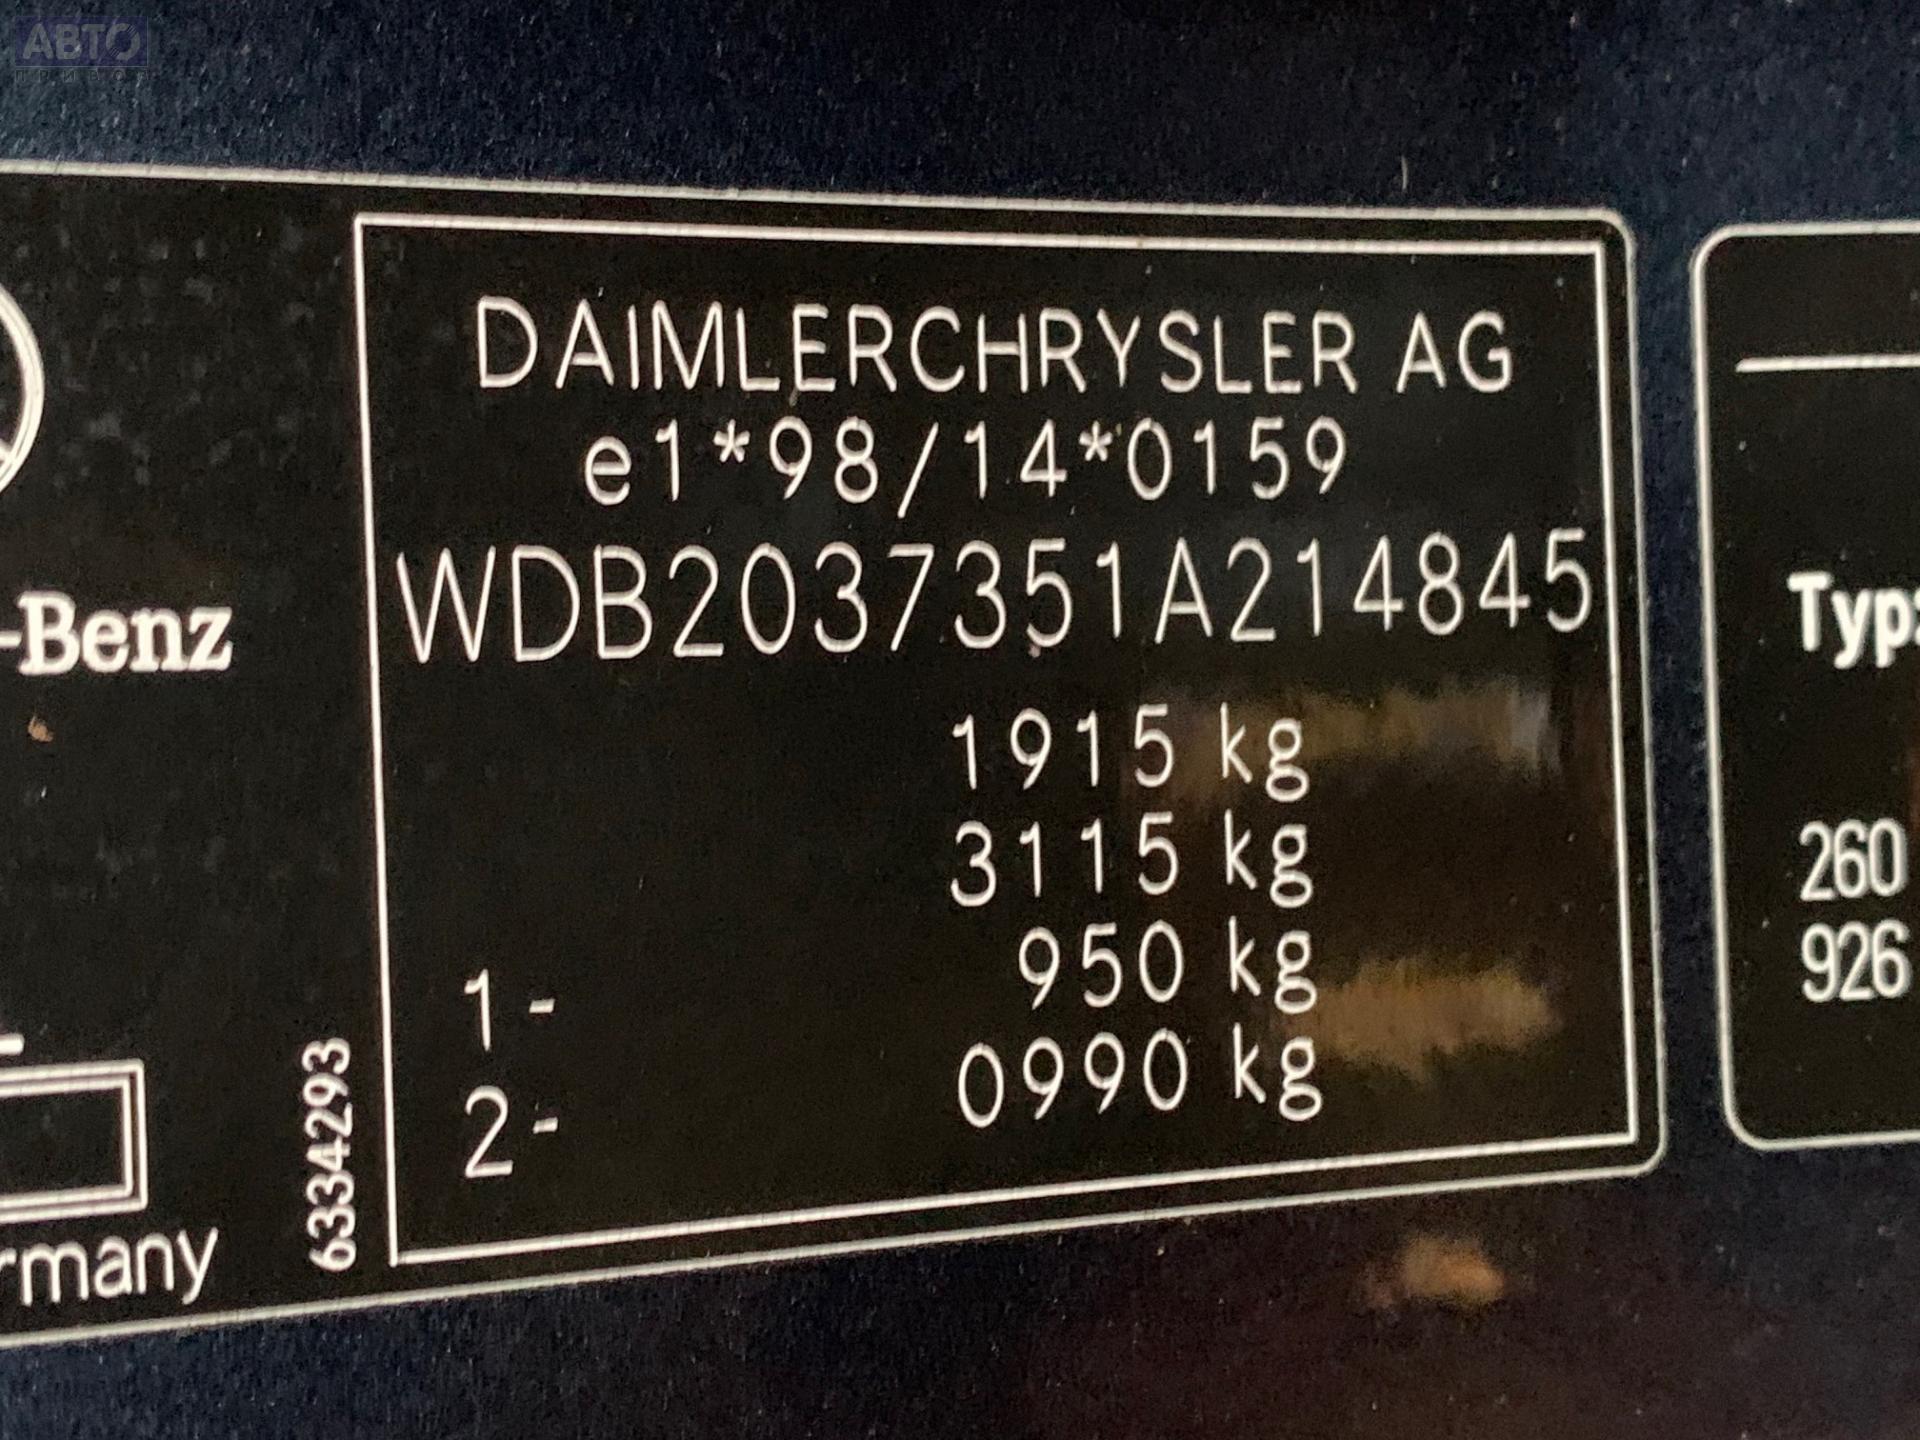 АВТО
ПРИВОЗ
DAIMLERCHRYSLER AG
e1*98/14*0159
WDB2037351A214845
1915 kg
3115 kg
1- 950 kg
2- 0990 kg
-Benz
rmany
6334293
Typ:
260
926